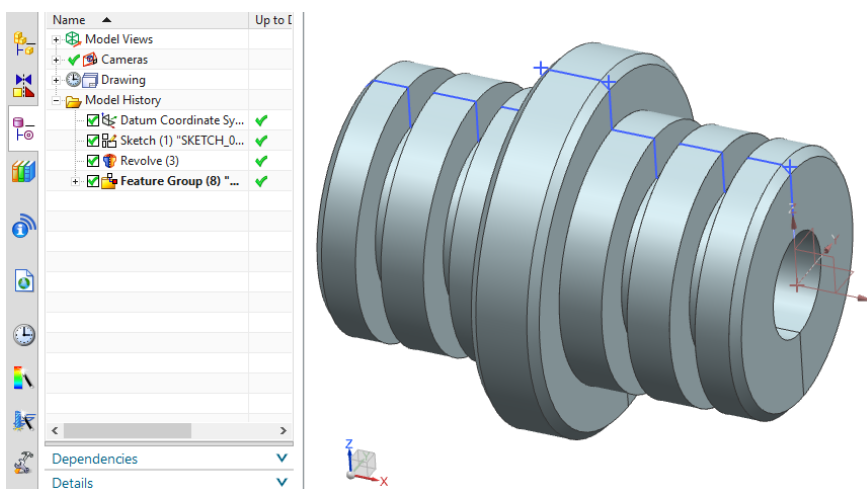 Name Up to D
Model Views
Cameras
Drawing
Model History
Datum Coordinate Sy...
Sketch (1) "SKETCH_0...
Revolve (3)
Feature Group (8) "...
Dependencies
Details
Z
X